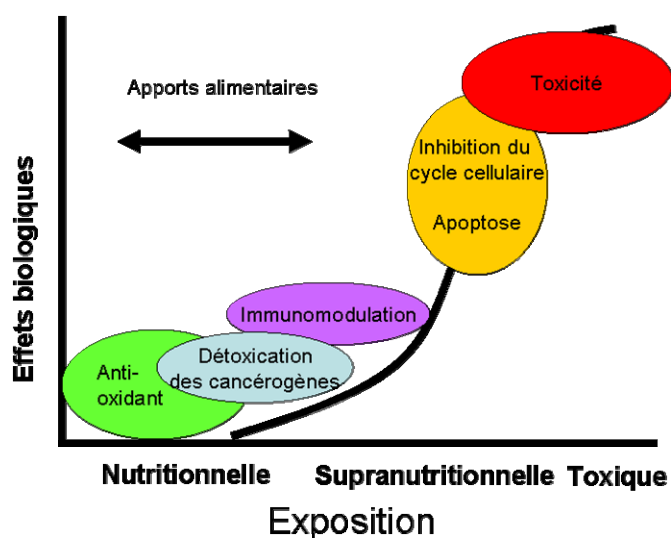 Effets biologiques
Apports alimentaires
Toxicité
Inhibition du
cycle cellulaire
Apoptose
Immunomodulation
Détoxication
des cancérogènes
Anti-
oxidant
Nutritionnelle
Supranutritionnelle
Toxique
Exposition